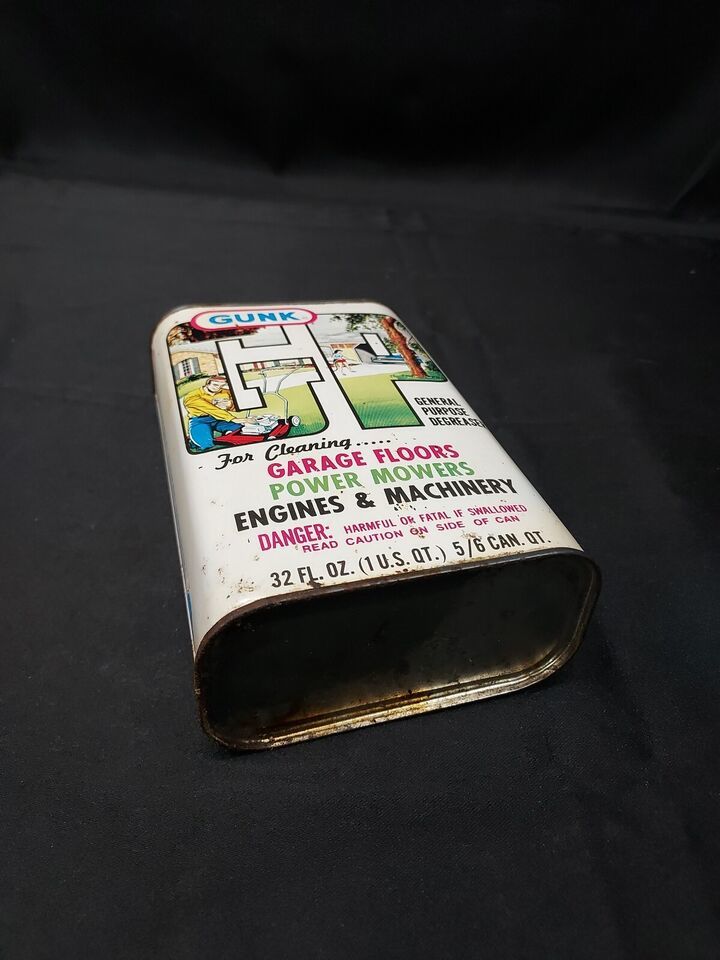 GUNK
GP
GENERAL
PURPOSE
DEGREASER
For Cleaning.....
GARAGE FLOORS
POWER MOWERS
ENGINES & MACHINERY
DANGER: HARMFUL OR FATAL IF SWALLOWED
READ CAUTION ON SIDE OF CAN
32 FL. OZ. (1 U.S. QT.) 5/6 CAN. QT.